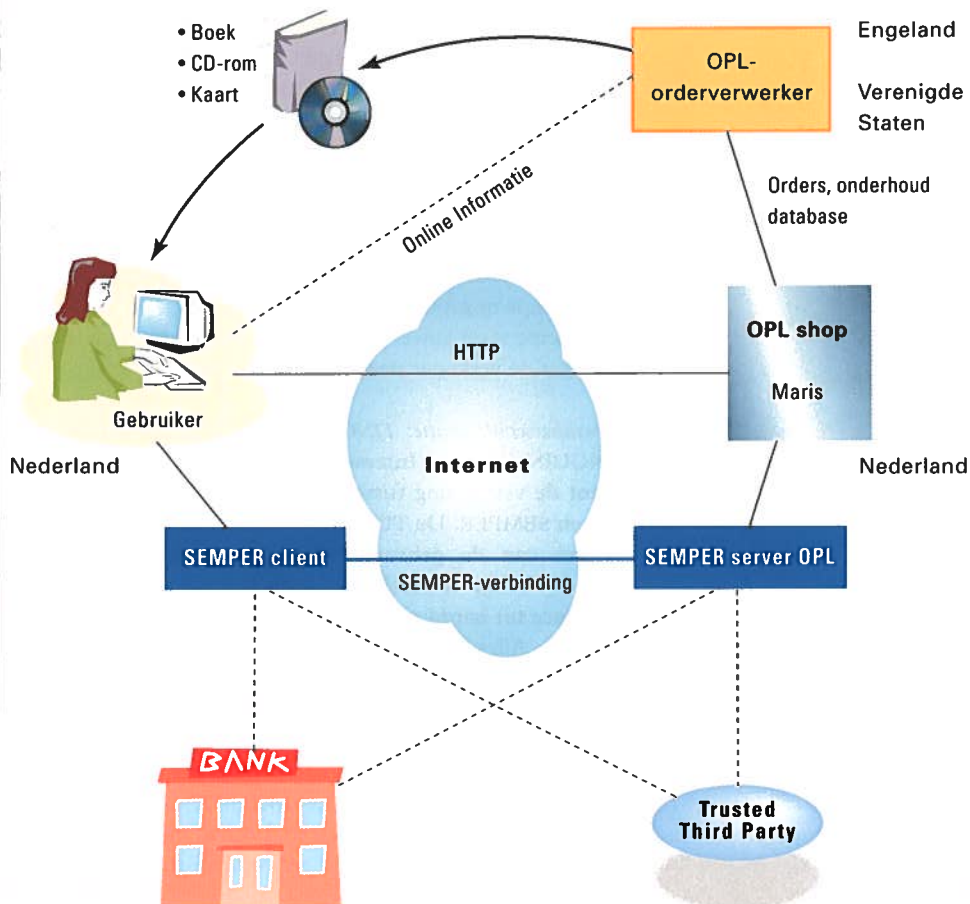 • Boek
• CD-rom
• Kaart
OPL-
orderverwerker
Engeland
Verenigde
Staten
Online Informatie
Orders, onderhoud
database
HTTP
OPL shop
Maris
Gebruiker
Nederland
Internet
Nederland
SEMPER client
SEMPER-verbinding
SEMPER server OPL
BANK
Trusted
Third Party